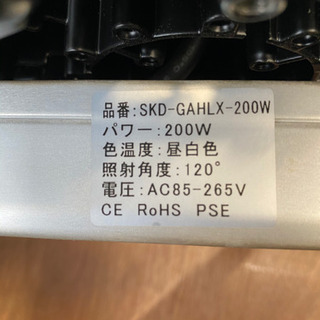 品番:SKD-GAHLX-200W
パワー:200W
色温度:昼白色
照射角度:120°
電圧:AC85-265V
CE RoHS PSE